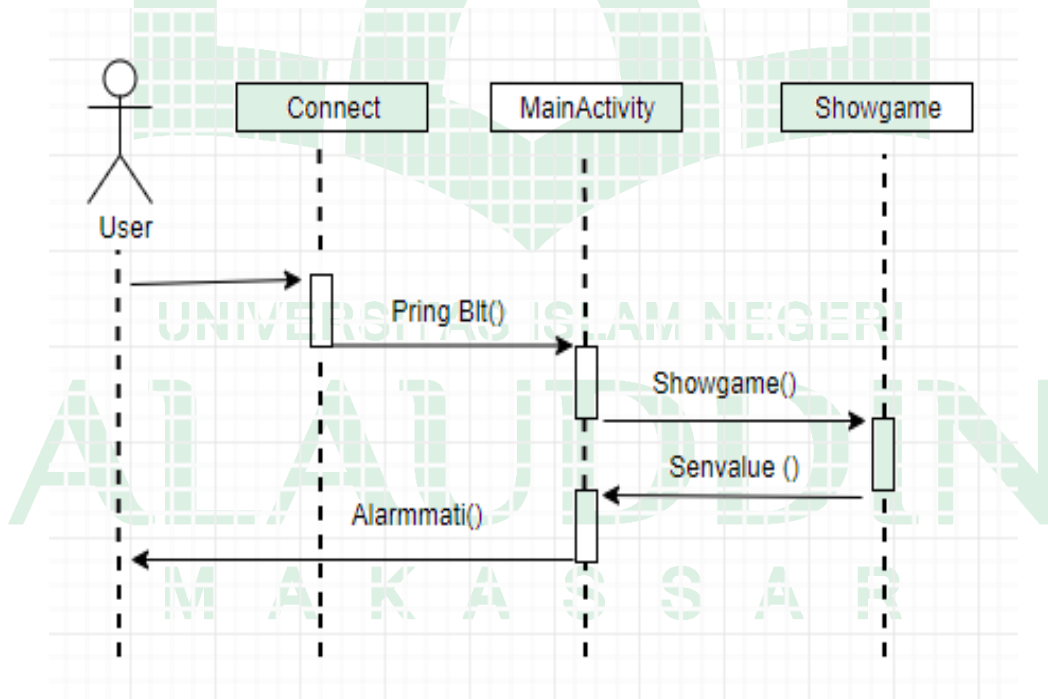 Connect
MainActivity
Showgame
User
Pring Blt()
UNIVERSITAS ISLAM NEGERI
Showgame()
ALAUDDIN
Senvalue ()
Alarmmati()
M A K A S S A R